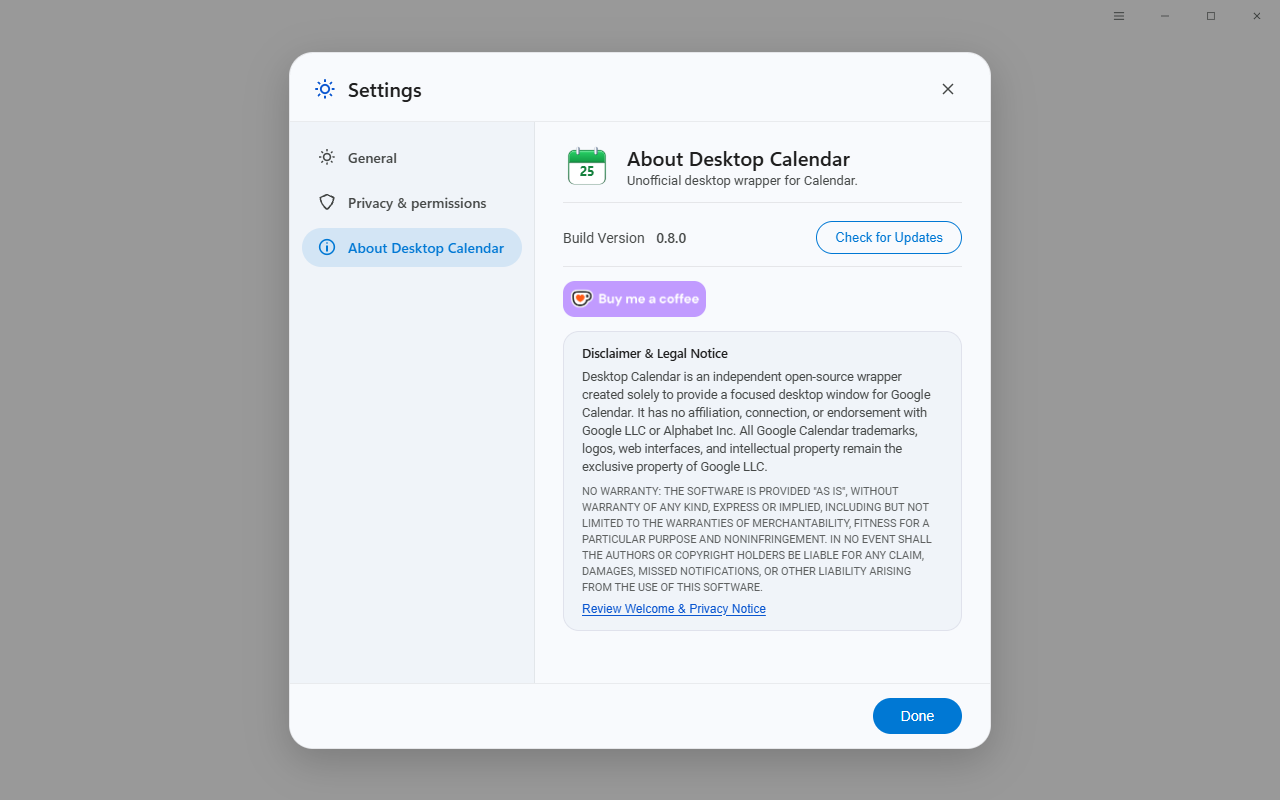 Settings
General
Privacy & permissions
About Desktop Calendar
25
About Desktop Calendar
Unofficial desktop wrapper for Calendar.
Build Version 0.8.0
Check for Updates
Buy me a coffee
Disclaimer & Legal Notice
Desktop Calendar is an independent open-source wrapper
created solely to provide a focused desktop window for Google
Calendar. It has no affiliation, connection, or endorsement with
Google LLC or Alphabet Inc. All Google Calendar trademarks,
logos, web interfaces, and intellectual property remain the
exclusive property of Google LLC.
NO WARRANTY: THE SOFTWARE IS PROVIDED "AS IS", WITHOUT
WARRANTY OF ANY KIND, EXPRESS OR IMPLIED, INCLUDING BUT NOT
LIMITED TO THE WARRANTIES OF MERCHANTABILITY, FITNESS FOR A
PARTICULAR PURPOSE AND NONINFRINGEMENT. IN NO EVENT SHALL
THE AUTHORS OR COPYRIGHT HOLDERS BE LIABLE FOR ANY CLAIM,
DAMAGES, MISSED NOTIFICATIONS, OR OTHER LIABILITY ARISING
FROM THE USE OF THIS SOFTWARE.
Review Welcome & Privacy Notice
Done